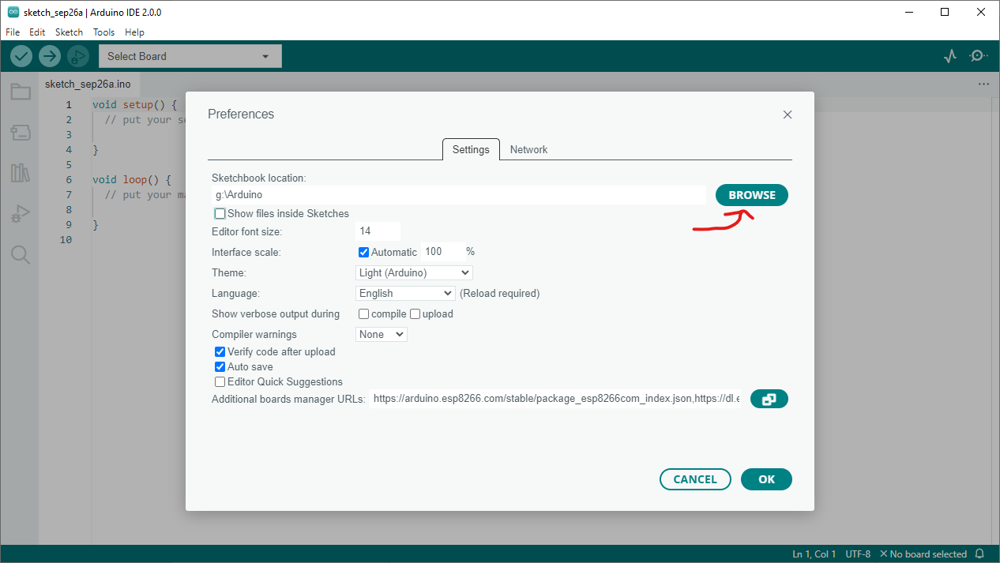 sketch_sep26a | Arduino IDE 2.0.0
File Edit Sketch Tools Help
Select Board
sketch_sep26a.ino
1 void setup() {
2 // put your
3
4 }
5
6 void loop() {
7 // put your
8
9 }
10
Preferences
Settings Network
Sketchbook location:
g:\Arduino
BROWSE
Show files inside Sketches
Editor font size: 14
Interface scale: Automatic 100 %
Theme: Light (Arduino)
Language: English (Reload required)
Show verbose output during compile upload
Compiler warnings None
Verify code after upload
Auto save
Editor Quick Suggestions
Additional boards manager URLs: https://arduino.esp8266.com/stable/package_esp8266com_index.json,https://dl.e
CANCEL OK
Ln 1, Col 1 UTF-8 No board selected